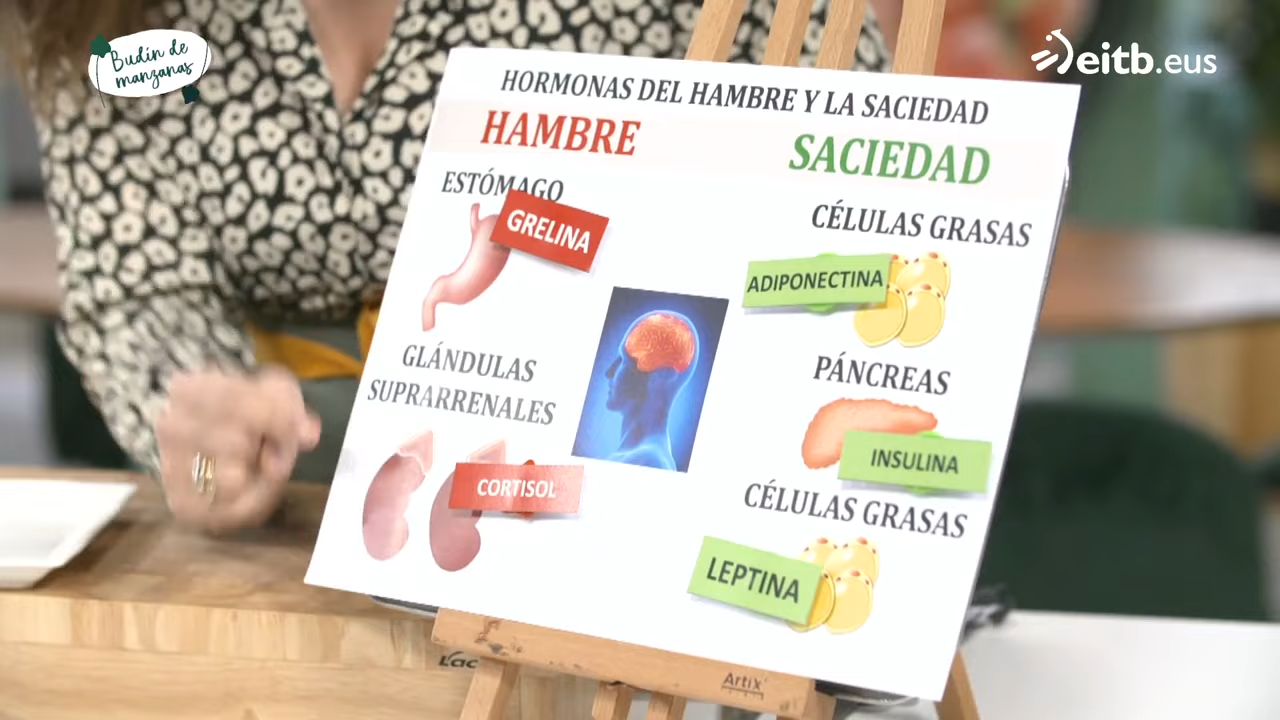 Budín de
manzanas
eitb.eus
HORMONAS DEL HAMBRE Y LA SACIEDAD
HAMBRE
SACIEDAD
ESTÓMAGO
GRELINA
CÉLULAS GRASAS
ADIPONECTINA
GLÁNDULAS
SUPRARRENALES
CORTISOL
PÁNCREAS
INSULINA
CÉLULAS GRASAS
LEPTINA
Artix